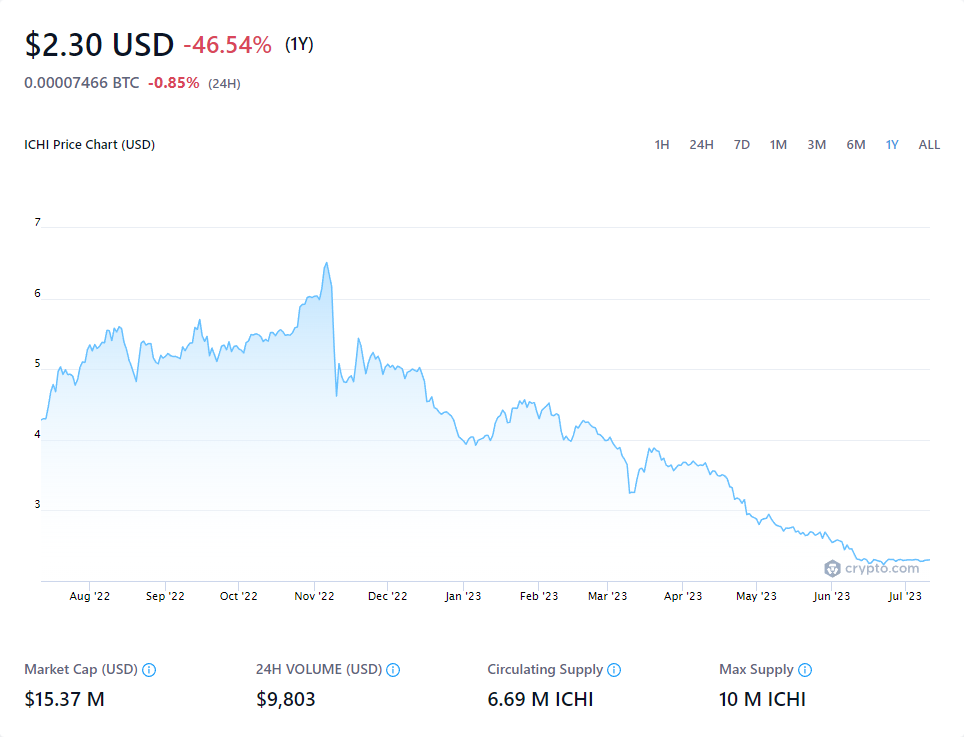 $2.30 USD -46.54% (1Y)
0.00007466 BTC -0.85% (24H)
ICHI Price Chart (USD) 1H 24H 7D 1M 3M 6M 1Y ALL
7
6
5
4
3
crypto.com
Aug '22 Sep '22 Oct '22 Nov '22 Dec '22 Jan '23 Feb '23 Mar '23 Apr '23 May '23 Jun '23 Jul '23
Market Cap (USD) 24H VOLUME (USD) Circulating Supply Max Supply
$15.37 M $9,803 6.69 M ICHI 10 M ICHI